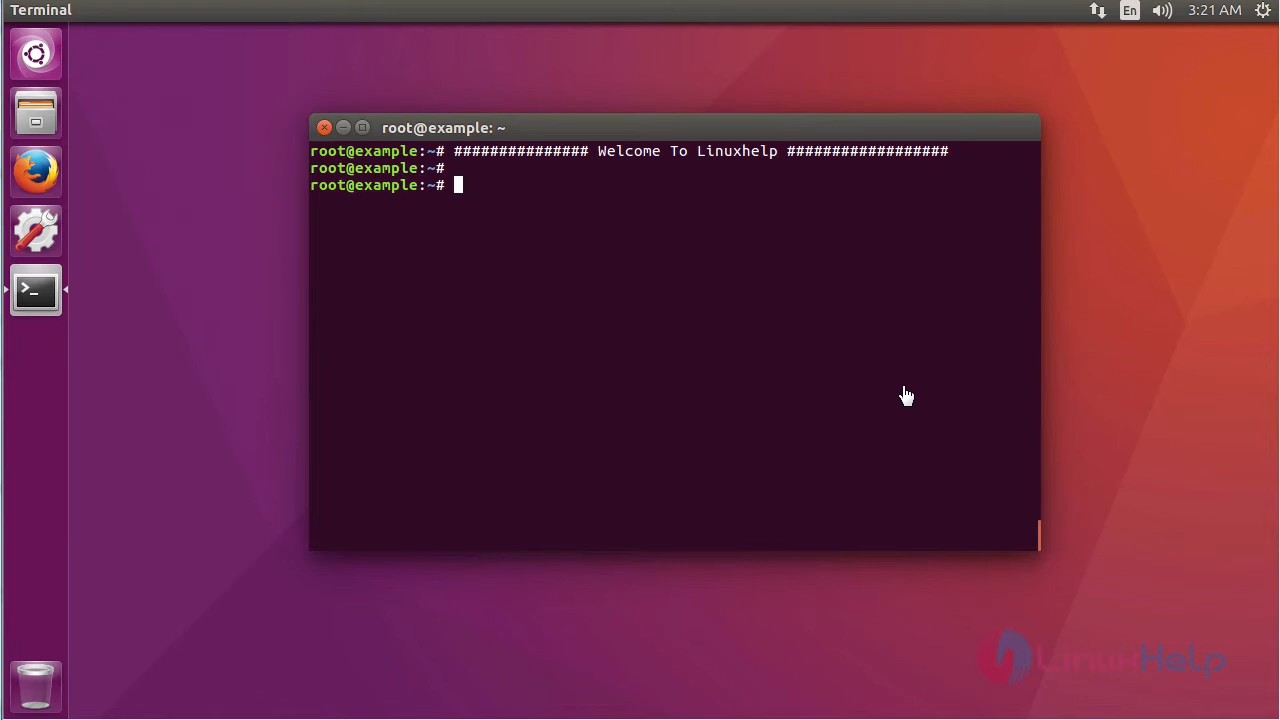 Terminal
En
3:21 AM
root@example: ~
root@example:~# ############### Welcome To Linuxhelp ##################
root@example:~#
root@example:~#
>_
LinuxHelp